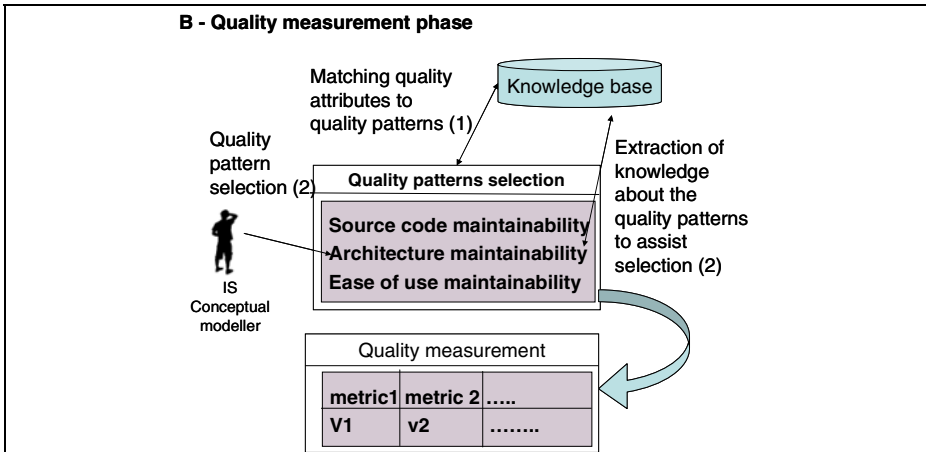 B - Quality measurement phase
Matching quality
attributes to
quality patterns (1)
Knowledge base
Quality
pattern
selection (2)
Extraction of
knowledge
about the
quality patterns
to assist
selection (2)
Quality patterns selection
Source code maintainability
Architecture maintainability
Ease of use maintainability
IS
Conceptual
modeller
Quality measurement
metric1 metric 2 …..
V1 v2 ……..